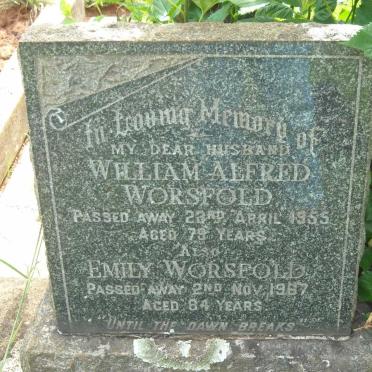 In Loving Memory of
MY DEAR HUSBAND
WILLIAM ALFRED
WORSFOLD
PASSED AWAY 23RD APRIL 1955
AGED 79 YEARS
ALSO
EMILY WORSFOLD
PASSED AWAY 2ND NOV. 1967
AGED 84 YEARS
"UNTIL THE DAWN BREAKS"